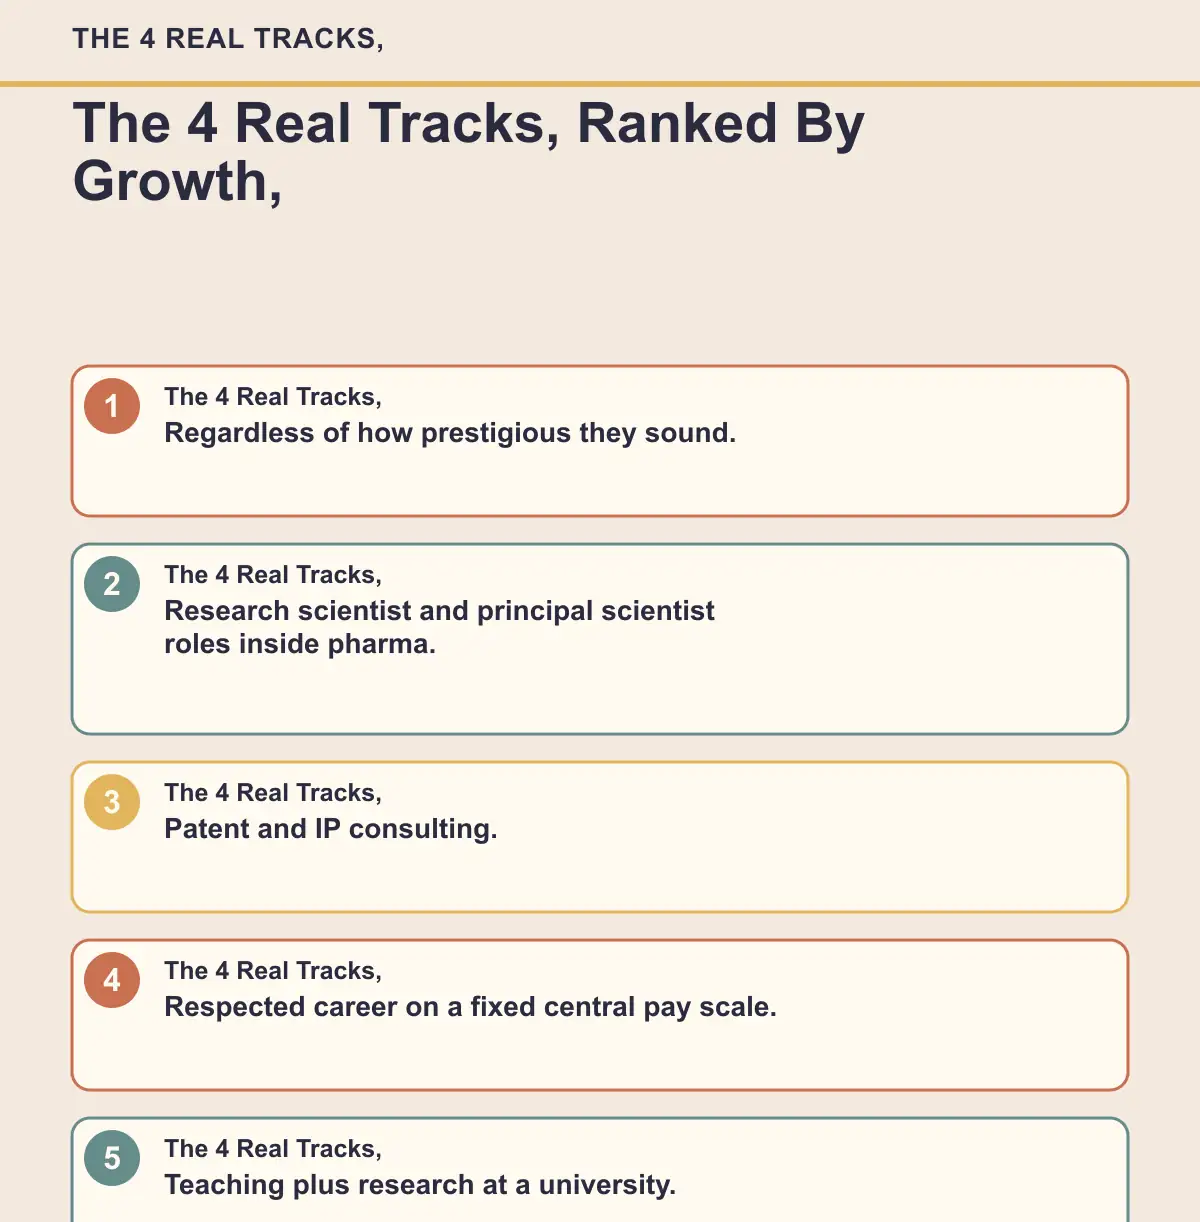 THE 4 REAL TRACKS,
The 4 Real Tracks, Ranked By
Growth,
1
The 4 Real Tracks,
Regardless of how prestigious they sound.
2
The 4 Real Tracks,
Research scientist and principal scientist
roles inside pharma.
3
The 4 Real Tracks,
Patent and IP consulting.
4
The 4 Real Tracks,
Respected career on a fixed central pay scale.
5
The 4 Real Tracks,
Teaching plus research at a university.